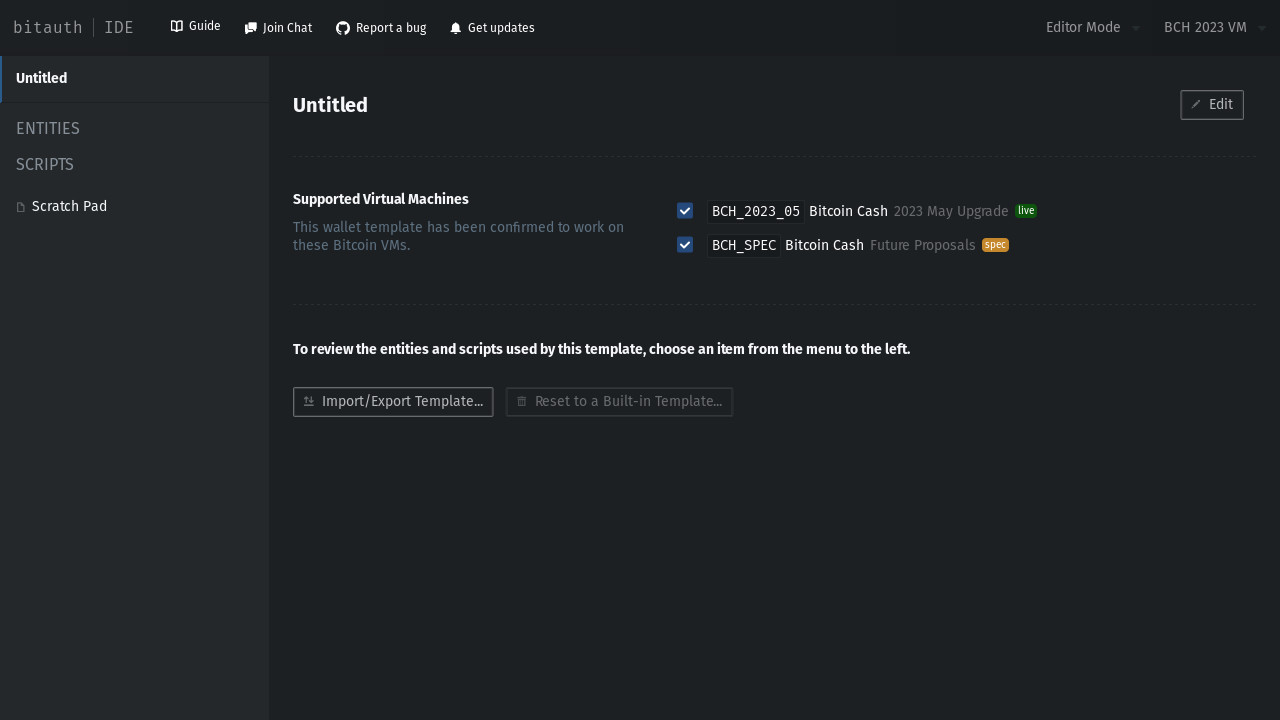 bitauth | IDE
Guide
Join Chat
Report a bug
Get updates
Editor Mode
BCH 2023 VM
Untitled
ENTITIES
SCRIPTS
Scratch Pad
Untitled
Edit
Supported Virtual Machines
This wallet template has been confirmed to work on
these Bitcoin VMs.
BCH_2023_05 Bitcoin Cash 2023 May Upgrade live
BCH_SPEC Bitcoin Cash Future Proposals spec
To review the entities and scripts used by this template, choose an item from the menu to the left.
Import/Export Template...
Reset to a Built-in Template...